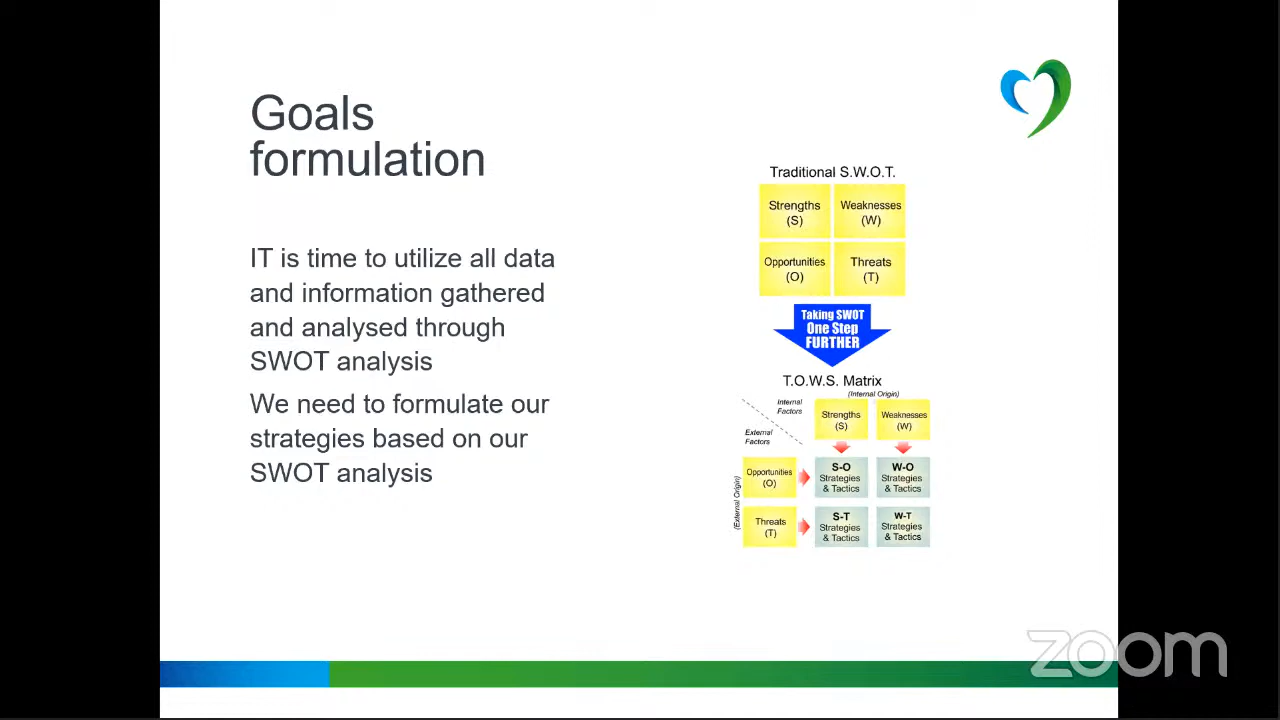 Goals
formulation
IT is time to utilize all data
and information gathered
and analysed through
SWOT analysis
We need to formulate our
strategies based on our
SWOT analysis
Traditional S.W.O.T.
Strengths
(S)
Weaknesses
(W)
Opportunities
(O)
Threats
(T)
Taking SWOT
One Step
FURTHER
T.O.W.S. Matrix
(Internal Origin)
Internal
Factors
External
Factors
Strengths
(S)
Weaknesses
(W)
(External Origin)
Opportunities
(O)
S-O
Strategies
& Tactics
W-O
Strategies
& Tactics
Threats
(T)
S-T
Strategies
& Tactics
W-T
Strategies
& Tactics
zoom